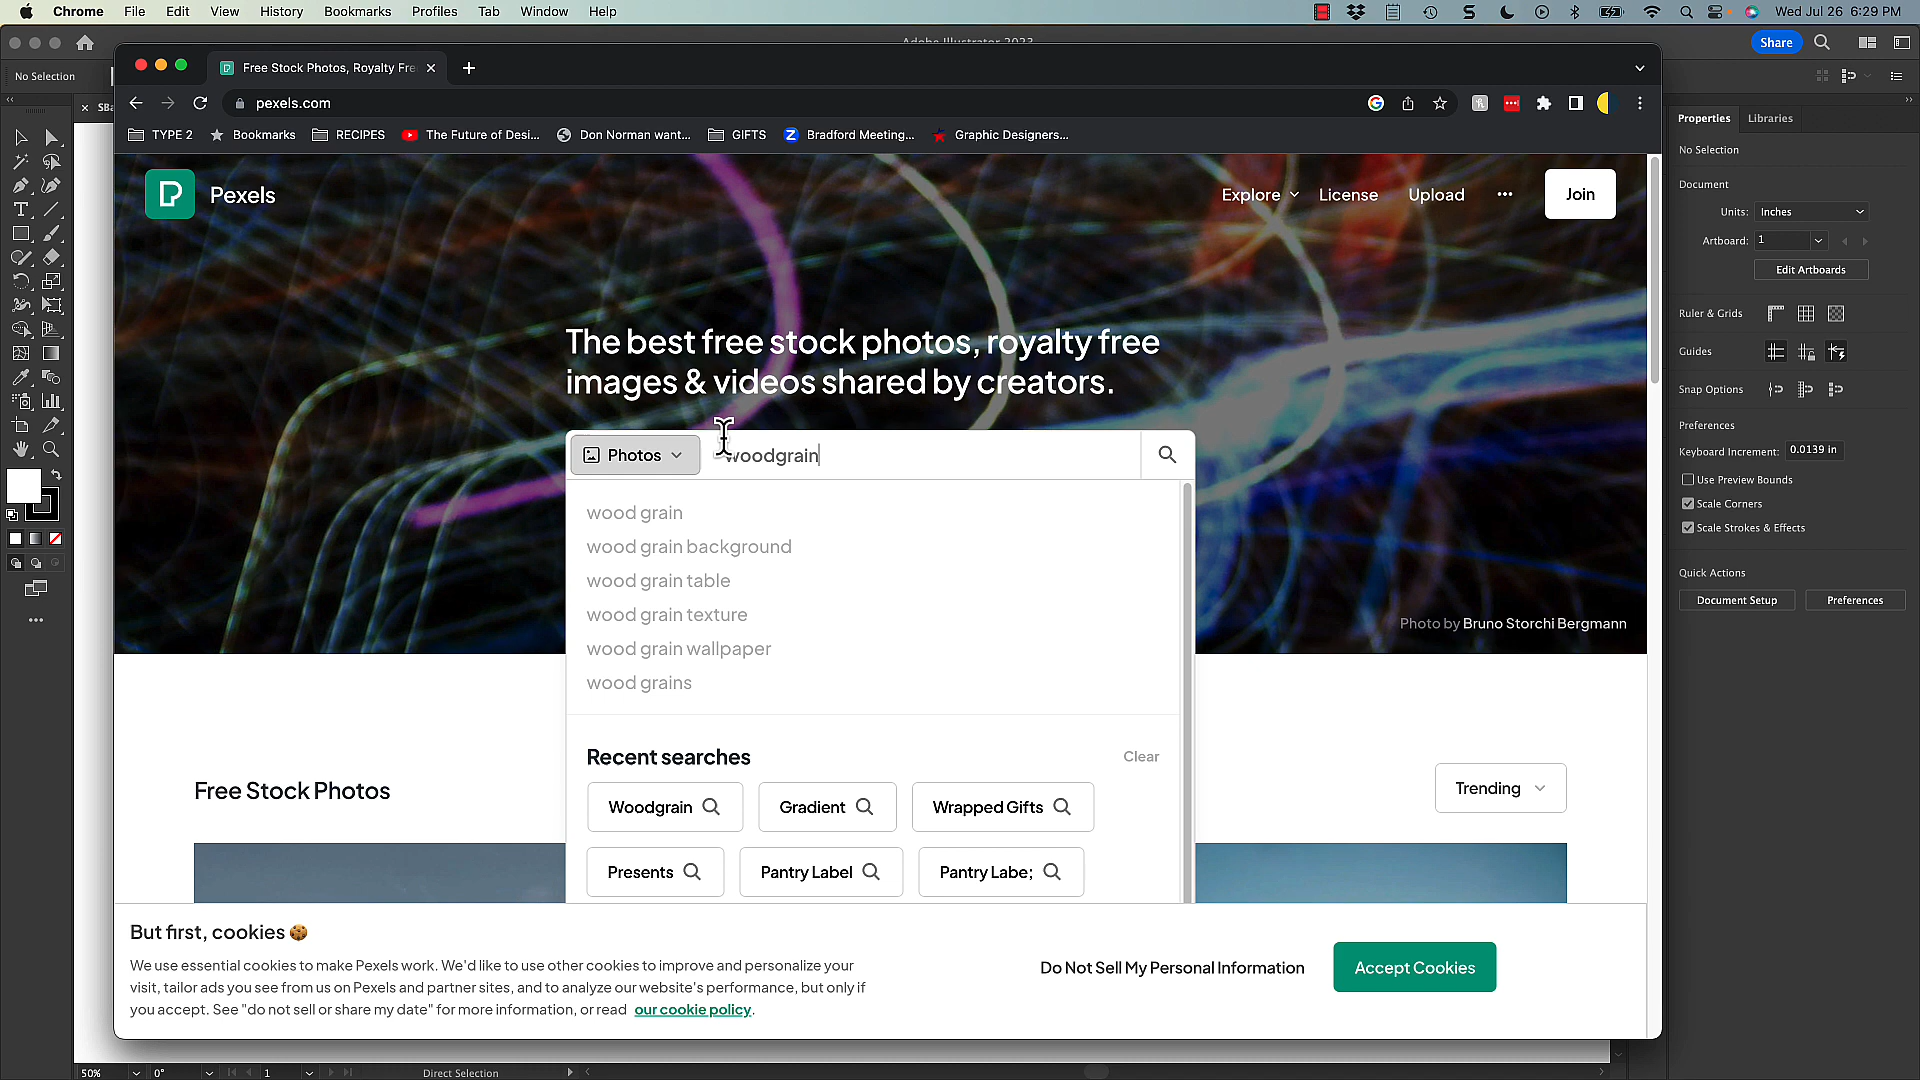 Chrome File Edit View History Bookmarks Profiles Tab Window Help
Wed Jul 26 6:29 PM
Adobe Illustrator 2023
Share
No Selection
Free Stock Photos, Royalty Fre
pexels.com
TYPE 2
Bookmarks
RECIPES
The Future of Desi...
Don Norman want...
GIFTS
Bradford Meeting...
Graphic Designers...
Pexels
Explore
License
Upload
Join
The best free stock photos, royalty free
images & videos shared by creators.
Photos
woodgrain
wood grain
wood grain background
wood grain table
wood grain texture
wood grain wallpaper
wood grains
Photo by Bruno Storchi Bergmann
Recent searches
Clear
Woodgrain
Gradient
Wrapped Gifts
Presents
Pantry Label
Pantry Labe;
Free Stock Photos
Trending
But first, cookies
We use essential cookies to make Pexels work. We'd like to use other cookies to improve and personalize your
visit, tailor ads you see from us on Pexels and partner sites, and to analyze our website's performance, but only if
you accept. See "do not sell or share my date" for more information, or read our cookie policy.
Do Not Sell My Personal Information
Accept Cookies
Properties
Libraries
No Selection
Document
Units: Inches
Artboard: 1
Edit Artboards
Ruler & Grids
Guides
Snap Options
Preferences
Keyboard Increment: 0.0139 in
Use Preview Bounds
Scale Corners
Scale Strokes & Effects
Quick Actions
Document Setup
Preferences
50%
0°
1
Direct Selection